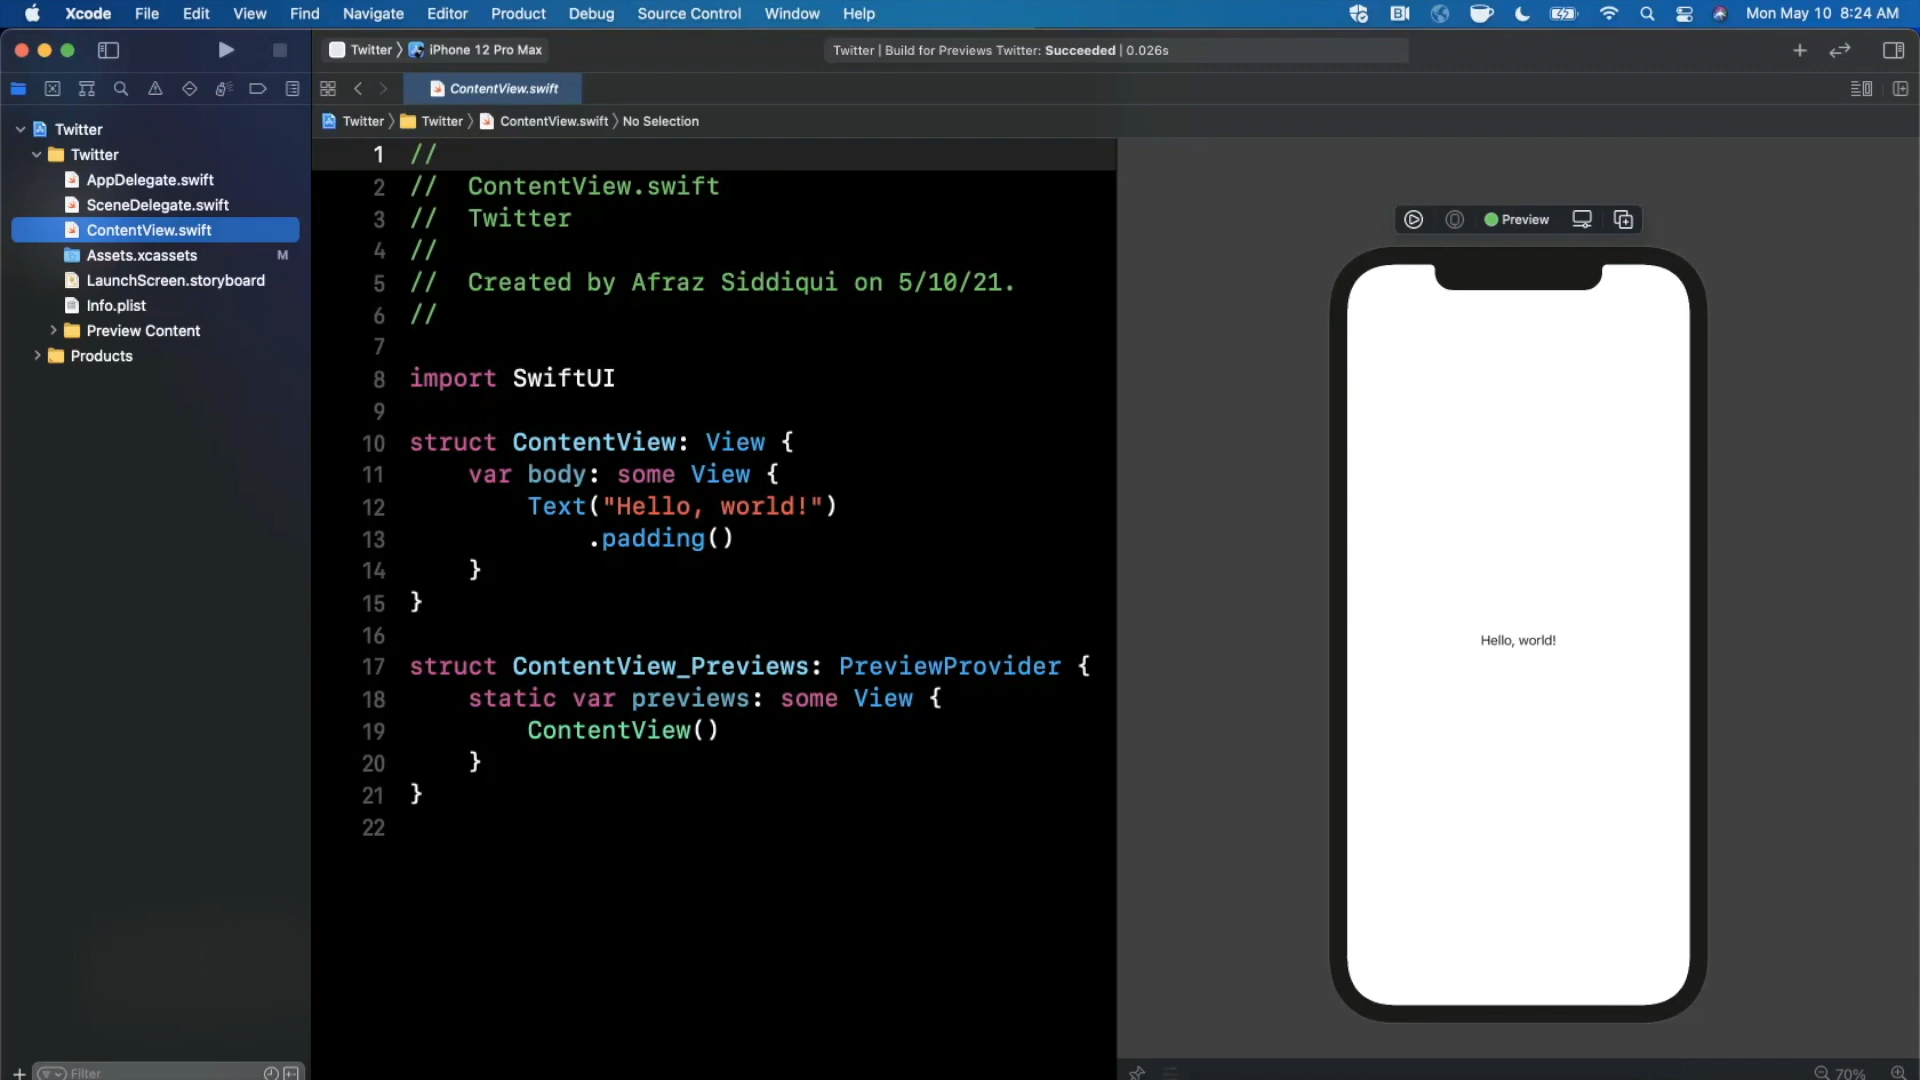 Xcode File Edit View Find Navigate Editor Product Debug Source Control Window Help Mon May 10 8:24 AM
Twitter 〉 iPhone 12 Pro Max Twitter | Build for Previews Twitter: Succeeded | 0.026s
ContentView.swift
Twitter 〉 Twitter 〉 ContentView.swift 〉 No Selection
Twitter
Twitter
AppDelegate.swift
SceneDelegate.swift
ContentView.swift
Assets.xcassets M
LaunchScreen.storyboard
Info.plist
Preview Content
Products
Filter
1 //
2 //  ContentView.swift
3 //  Twitter
4 //
5 //  Created by Afraz Siddiqui on 5/10/21.
6 //
7
8 import SwiftUI
9
10 struct ContentView: View {
11     var body: some View {
12         Text("Hello, world!")
13             .padding()
14     }
15 }
16
17 struct ContentView_Previews: PreviewProvider {
18     static var previews: some View {
19         ContentView()
20     }
21 }
22
Preview
Hello, world!
70%